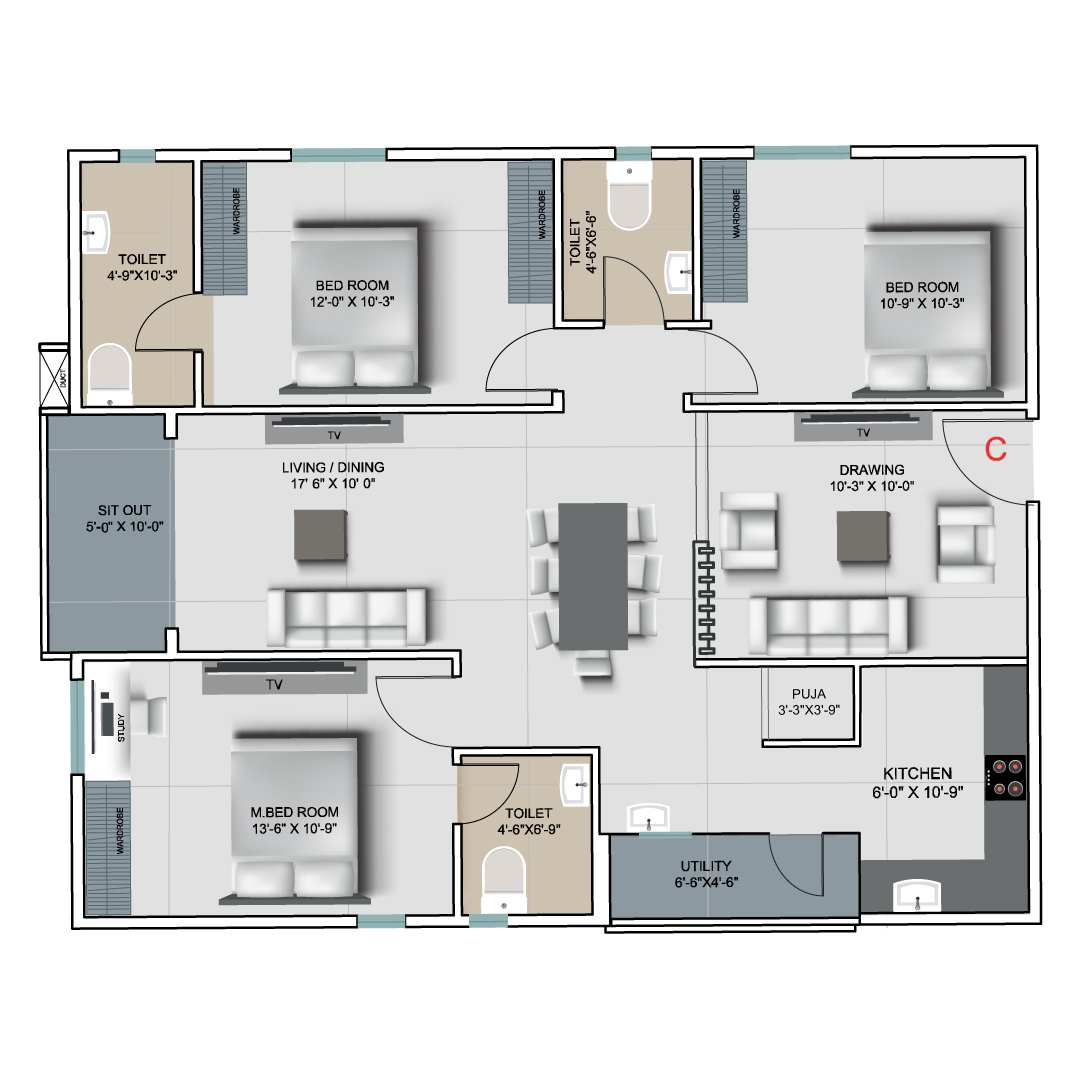 TOILET
4'-9"X10'-3"
WARDROBE
BED ROOM
12'-0" X 10'-3"
WARDROBE
TOILET
4'-6"X6'-6"
WARDROBE
BED ROOM
10'-9" X 10'-3"
DUCT
TV
TV
C
LIVING / DINING
17' 6" X 10' 0"
DRAWING
10'-3" X 10'-0"
SIT OUT
5'-0" X 10'-0"
TV
STUDY
PUJA
3'-3"X3'-9"
KITCHEN
6'-0" X 10'-9"
M.BED ROOM
13'-6" X 10'-9"
WARDROBE
TOILET
4'-6"X6'-9"
UTILITY
6'-6"X4'-6"